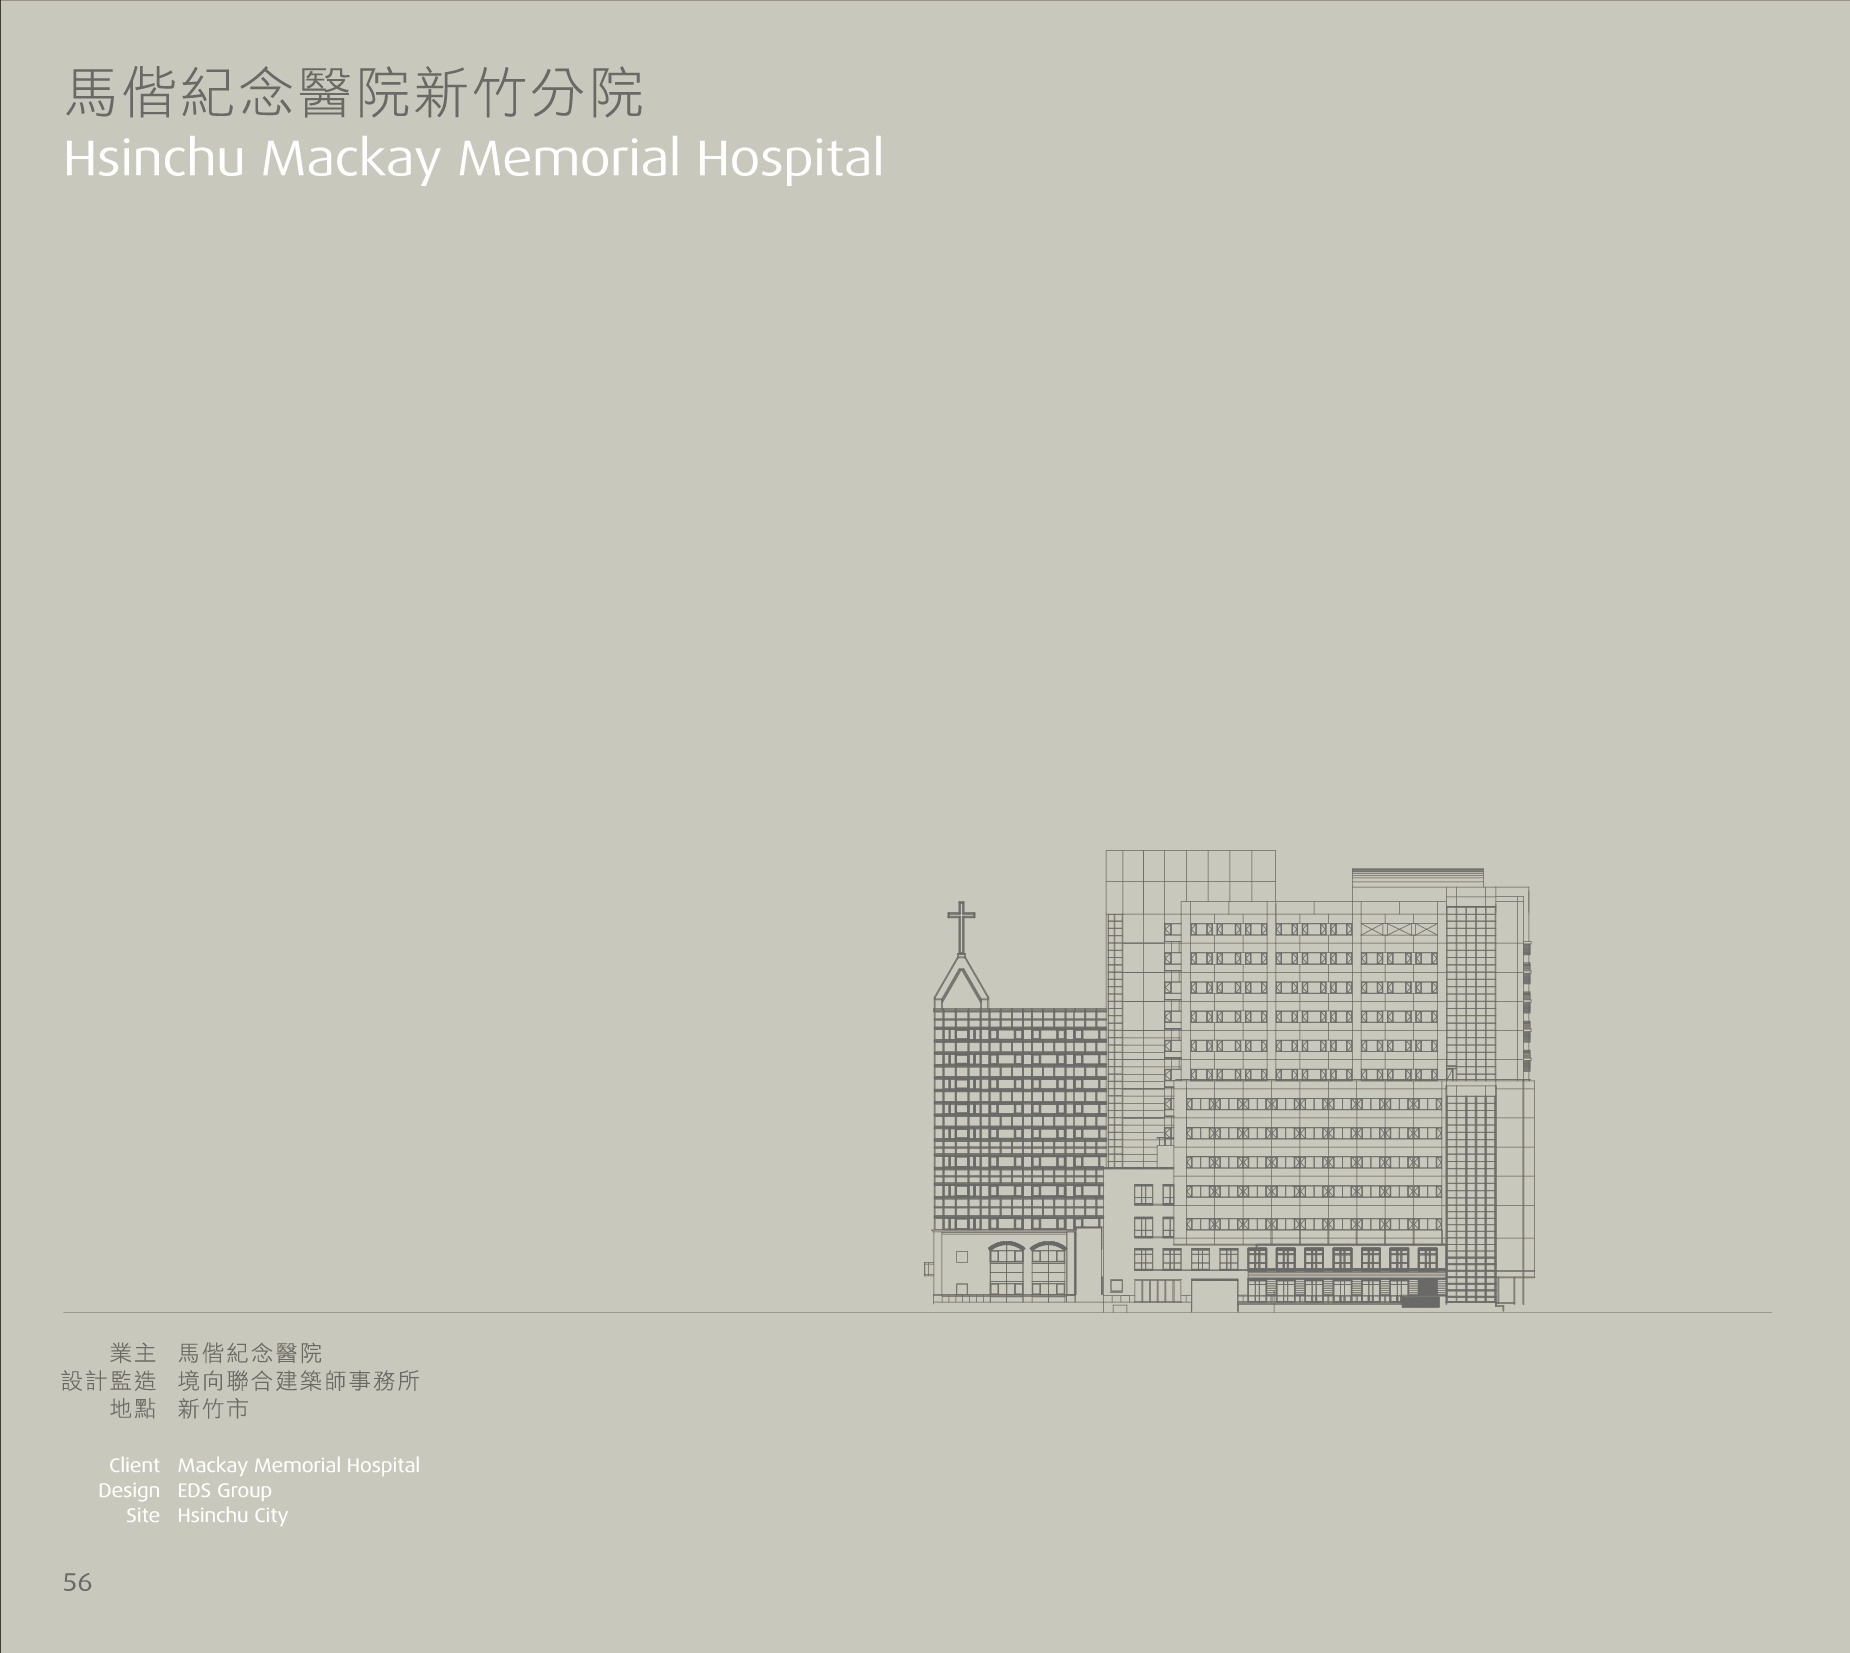 馬偕紀念醫院新竹分院
Hsinchu Mackay Memorial Hospital
業主 馬偕紀念醫院
設計監造 境向聯合建築師事務所
地點 新竹市
Client Mackay Memorial Hospital
Design EDS Group
Site Hsinchu City
56